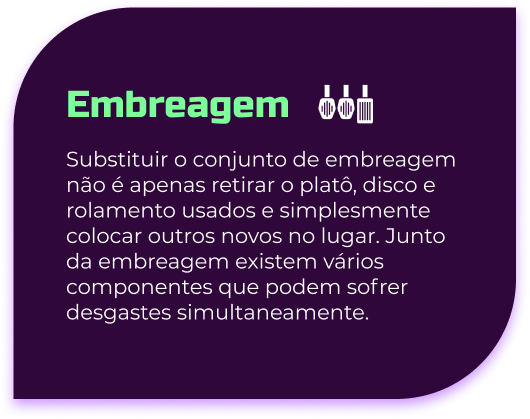 Embreagem
Substituir o conjunto de embreagem
não é apenas retirar o platô, disco e
rolamento usados e simplesmente
colocar outros novos no lugar. Junto
da embreagem existem vários
componentes que podem sofrer
desgastes simultaneamente.